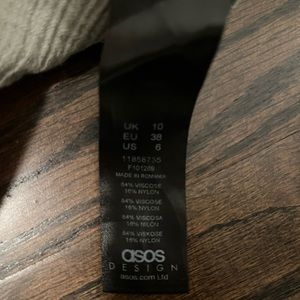 UK 10
EU 38
US 6
11856735
F101289
MADE IN ROMANIA
84% VISCOSE
16% NYLON
84% VISCOSE
16% NYLON
84% VISCOSA
16% NYLON
84% VISKOSE
16% NYLON
asos
DESIGN
asos.com Ltd